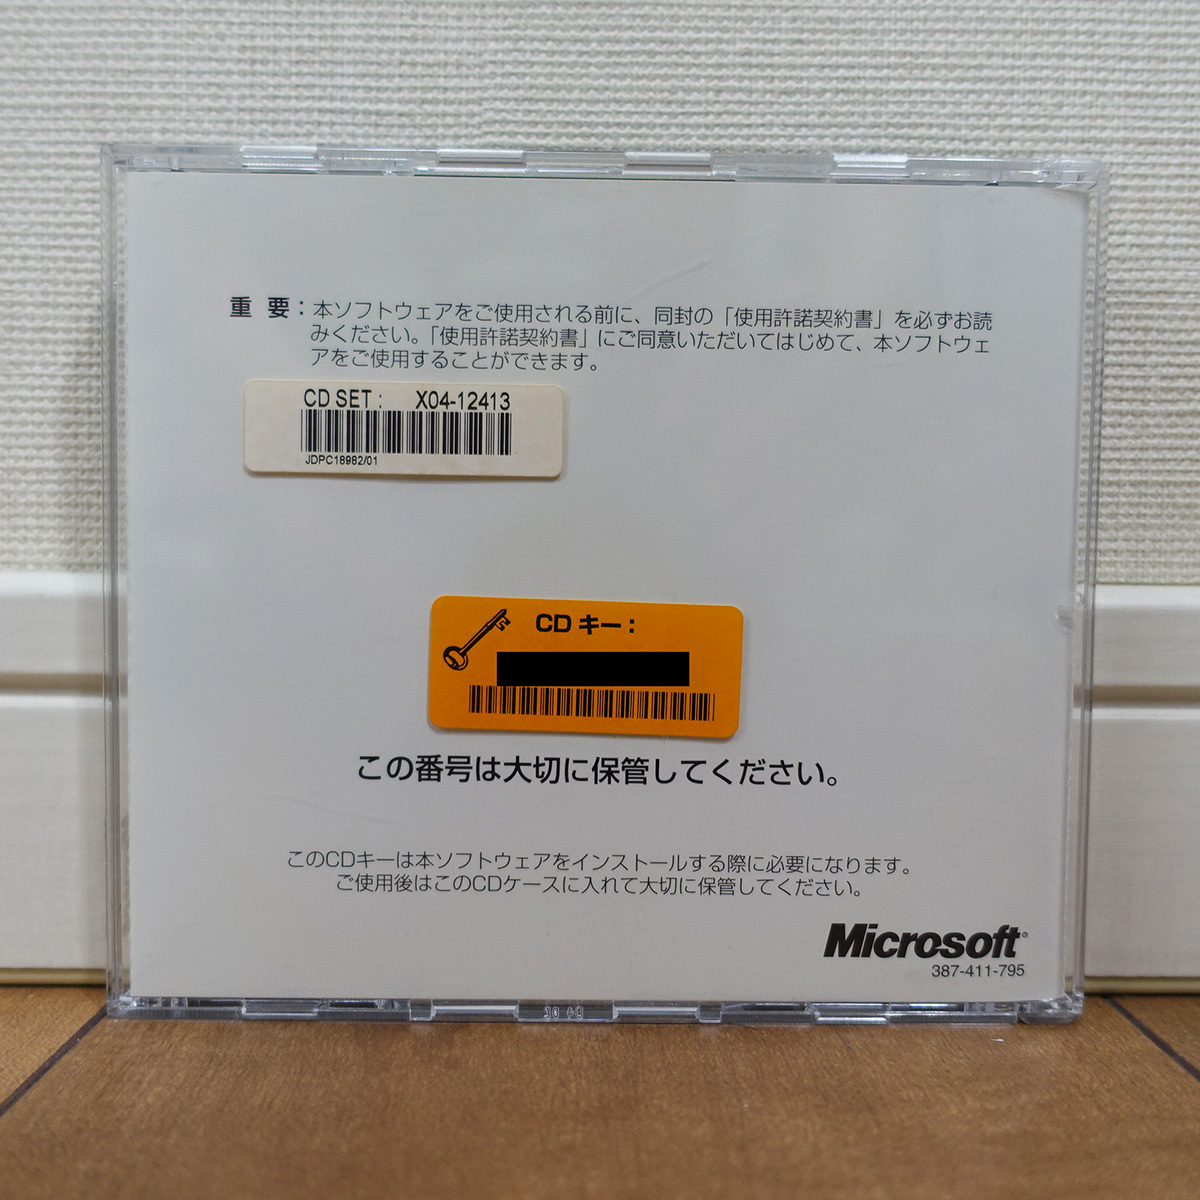 重 要：本ソフトウェアをご使用される前に、同封の「使用許諾契約書」を必ずお読
みください。「使用許諾契約書」にご同意いただいてはじめて、本ソフトウェ
アをご使用することができます。
CD SET : X04-12413
JDPC18982/01
CD キー：
この番号は大切に保管してください。
このCDキーは本ソフトウェアをインストールする際に必要になります。
ご使用後はこのCDケースに入れて大切に保管してください。
Microsoft®
387-411-795